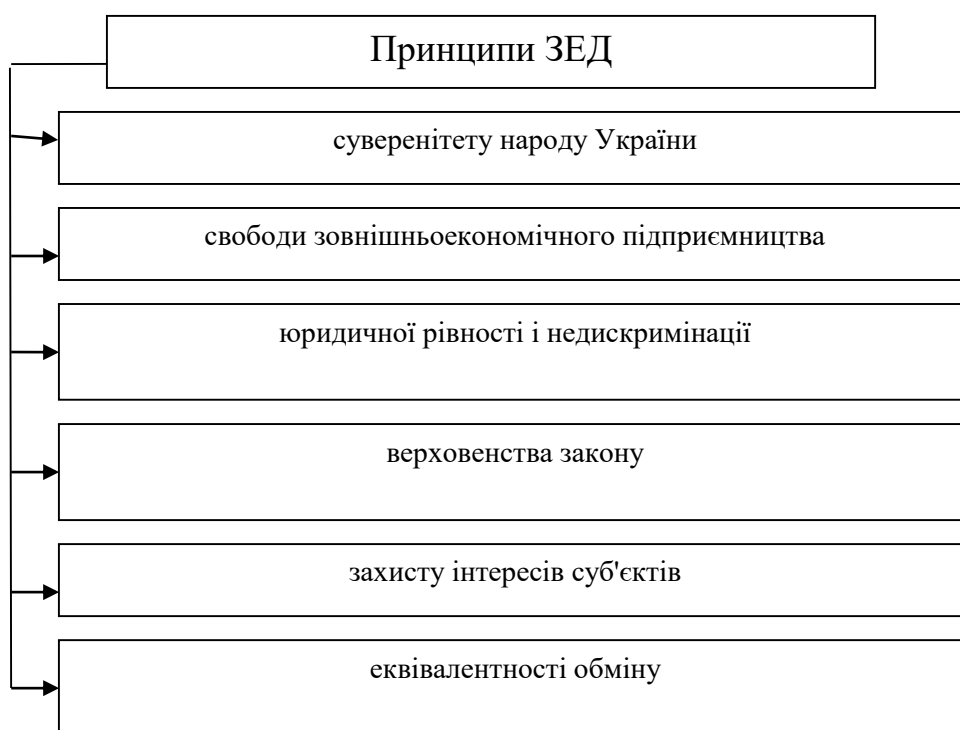 Принципи ЗЕД
суверенітету народу України
свободи зовнішньоекономічного підприємництва
юридичної рівності і недискримінації
верховенства закону
захисту інтересів суб'єктів
еквівалентності обміну